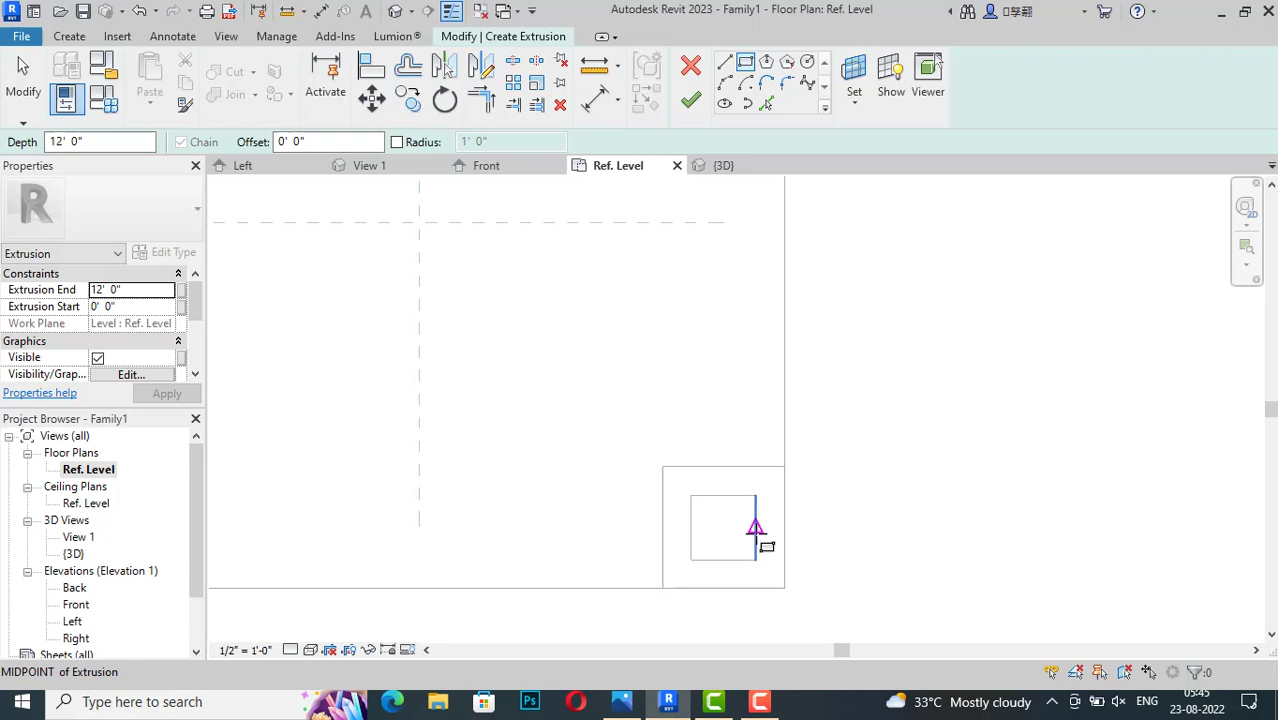 Autodesk Revit 2023 - Family1 - Floor Plan: Ref. Level
File Create Insert Annotate View Manage Add-Ins Lumion® Modify | Create Extrusion
Modify Paste Cut Join Activate Set Show Viewer
Depth 12' 0" Chain Offset: 0' 0" Radius: 1' 0"
Properties Left View 1 Front Ref. Level {3D}
R
2D
Extrusion Edit Type
Constraints
Extrusion End 12' 0"
Extrusion Start 0' 0"
Work Plane Level : Ref. Level
Graphics
Visible
Visibility/Grap... Edit...
Properties help Apply
Project Browser - Family1
Views (all)
Floor Plans
Ref. Level
Ceiling Plans
Ref. Level
3D Views
View 1
{3D}
Elevations (Elevation 1)
Back
Front
Left
Right
Sheets (all)
1/2" = 1'-0"
MIDPOINT of Extrusion :0
Type here to search Ps R RVT C C 33°C Mostly cloudy ENG 05:45
23-08-2022